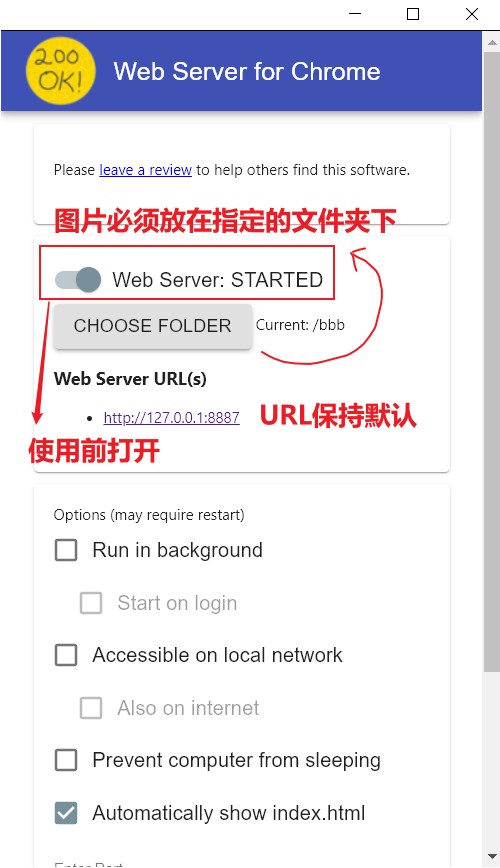 200
OK!
Web Server for Chrome
Please leave a review to help others find this software.
图片必须放在指定的文件夹下
Web Server: STARTED
CHOOSE FOLDER Current: /bbb
Web Server URL(s)
• http://127.0.0.1:8887 URL保持默认
使用前打开
Options (may require restart)
Run in background
Start on login
Accessible on local network
Also on internet
Prevent computer from sleeping
Automatically show index.html
Enter Port